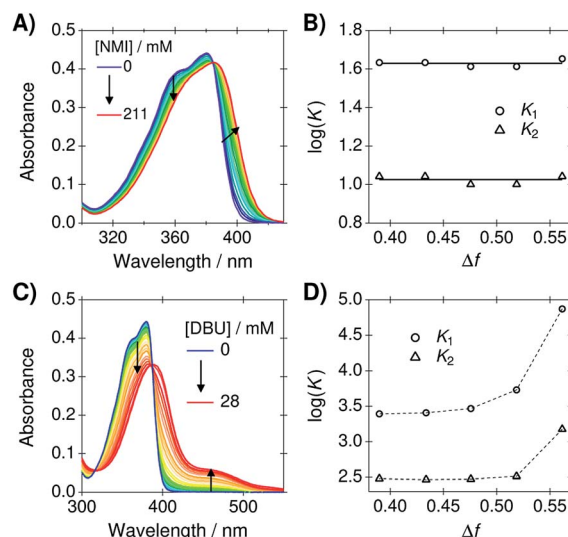 A)
[NMI] / mM
0
211
Absorbance
0.5
0.4
0.3
0.2
0.1
0.0
320
360
400
Wavelength / nm
B)
log(K)
1.8
1.6
1.4
1.2
1.0
0.8
K1
K2
0.40
0.45
0.50
0.55
Δf
C)
[DBU] / mM
0
28
Absorbance
0.5
0.4
0.3
0.2
0.1
0.0
300
400
500
Wavelength / nm
D)
log(K)
5.0
4.5
4.0
3.5
3.0
2.5
K1
K2
0.40
0.45
0.50
0.55
Δf